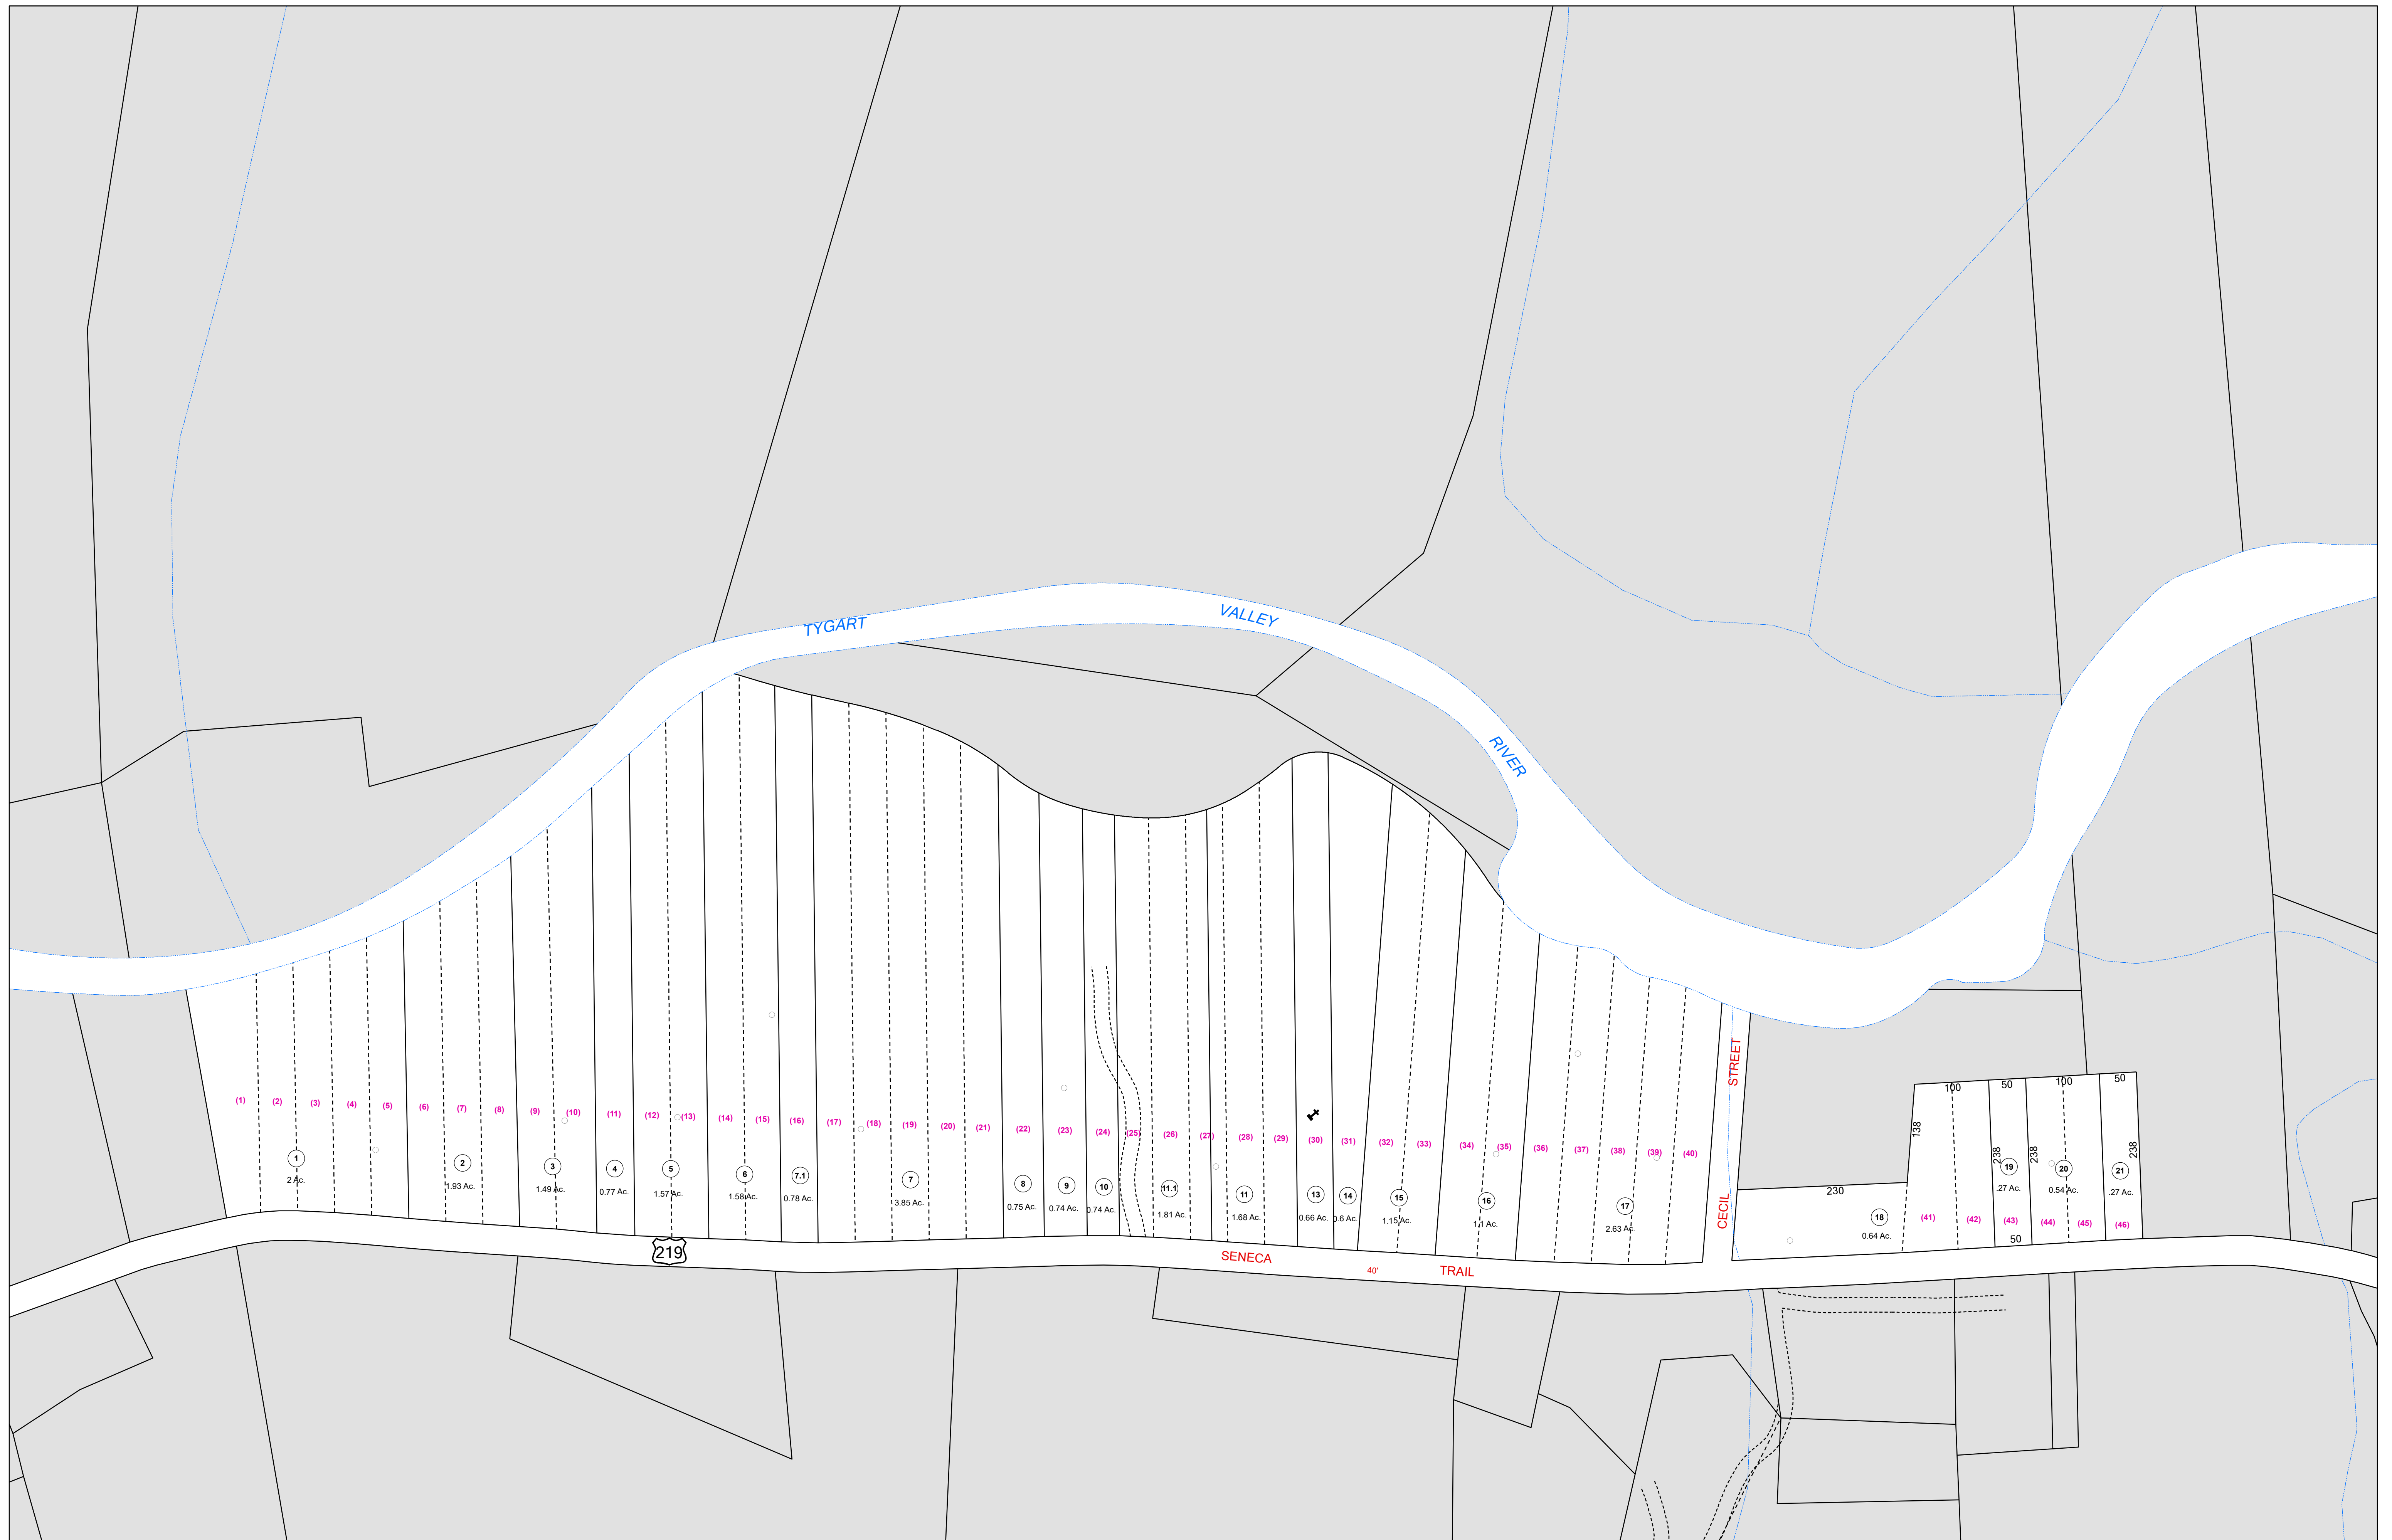 TYGART
VALLEY
RIVER
STREET
CECIL
100
50
100
50
138
238
238
238
230
(1)
(2)
(3)
(4)
(5)
(6)
(7)
(8)
(9)
(10)
(11)
(12)
(13)
(14)
(15)
(16)
(17)
(18)
(19)
(20)
(21)
(22)
(23)
(24)
(25)
(26)
(27)
(28)
(29)
(30)
(31)
(32)
(33)
(34)
(35)
(36)
(37)
(38)
(39)
(40)
(41)
(42)
(43)
(44)
(45)
(46)
1
2 Ac.
2
1.93 Ac.
3
1.49 Ac.
4
0.77 Ac.
5
1.57 Ac.
6
1.58 Ac.
7.1
0.78 Ac.
7
3.85 Ac.
8
0.75 Ac.
9
0.74 Ac.
10
0.74 Ac.
11.1
1.81 Ac.
11
1.68 Ac.
13
0.66 Ac.
14
0.6 Ac.
15
1.15 Ac.
16
1.1 Ac.
17
2.63 Ac.
18
0.64 Ac.
19
.27 Ac.
20
0.54 Ac.
21
.27 Ac.
50
219
SENECA
40'
TRAIL